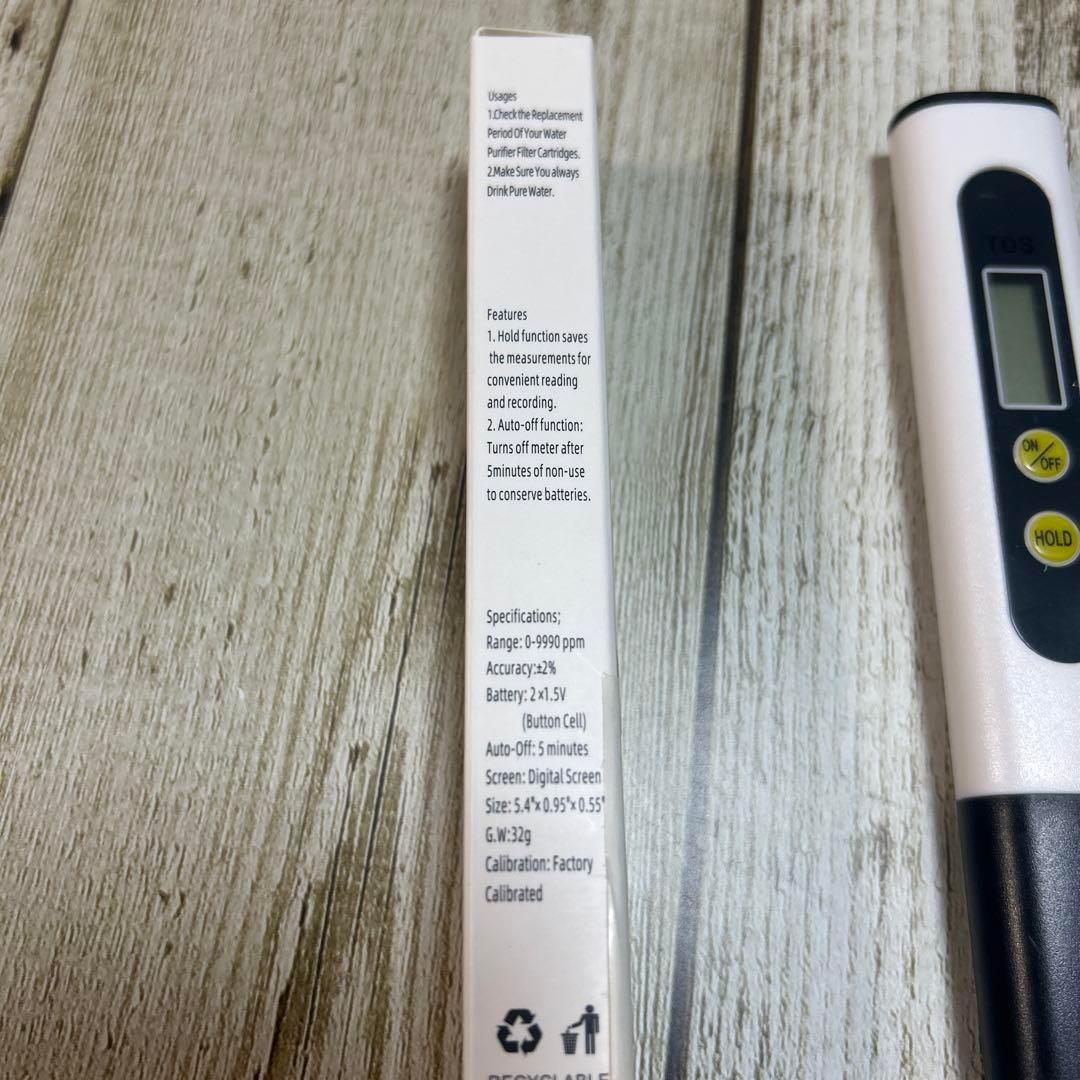 Usages
1.Check the Replacement
Period Of Your Water
Purifier Filter Cartridges.
2.Make Sure You always
Drink Pure Water.
Features
1. Hold function saves
the measurements for
convenient reading
and recording.
2. Auto-off function:
Turns off meter after
5minutes of non-use
to conserve batteries.
Specifications;
Range: 0-9990 ppm
Accuracy:±2%
Battery: 2 x1.5V
(Button Cell)
Auto-Off: 5 minutes
Screen: Digital Screen
Size: 5.4"x 0.95"x 0.55"
G.W:32g
Calibration: Factory
Calibrated
RECYCLABLE
TDS
ON/OFF
HOLD